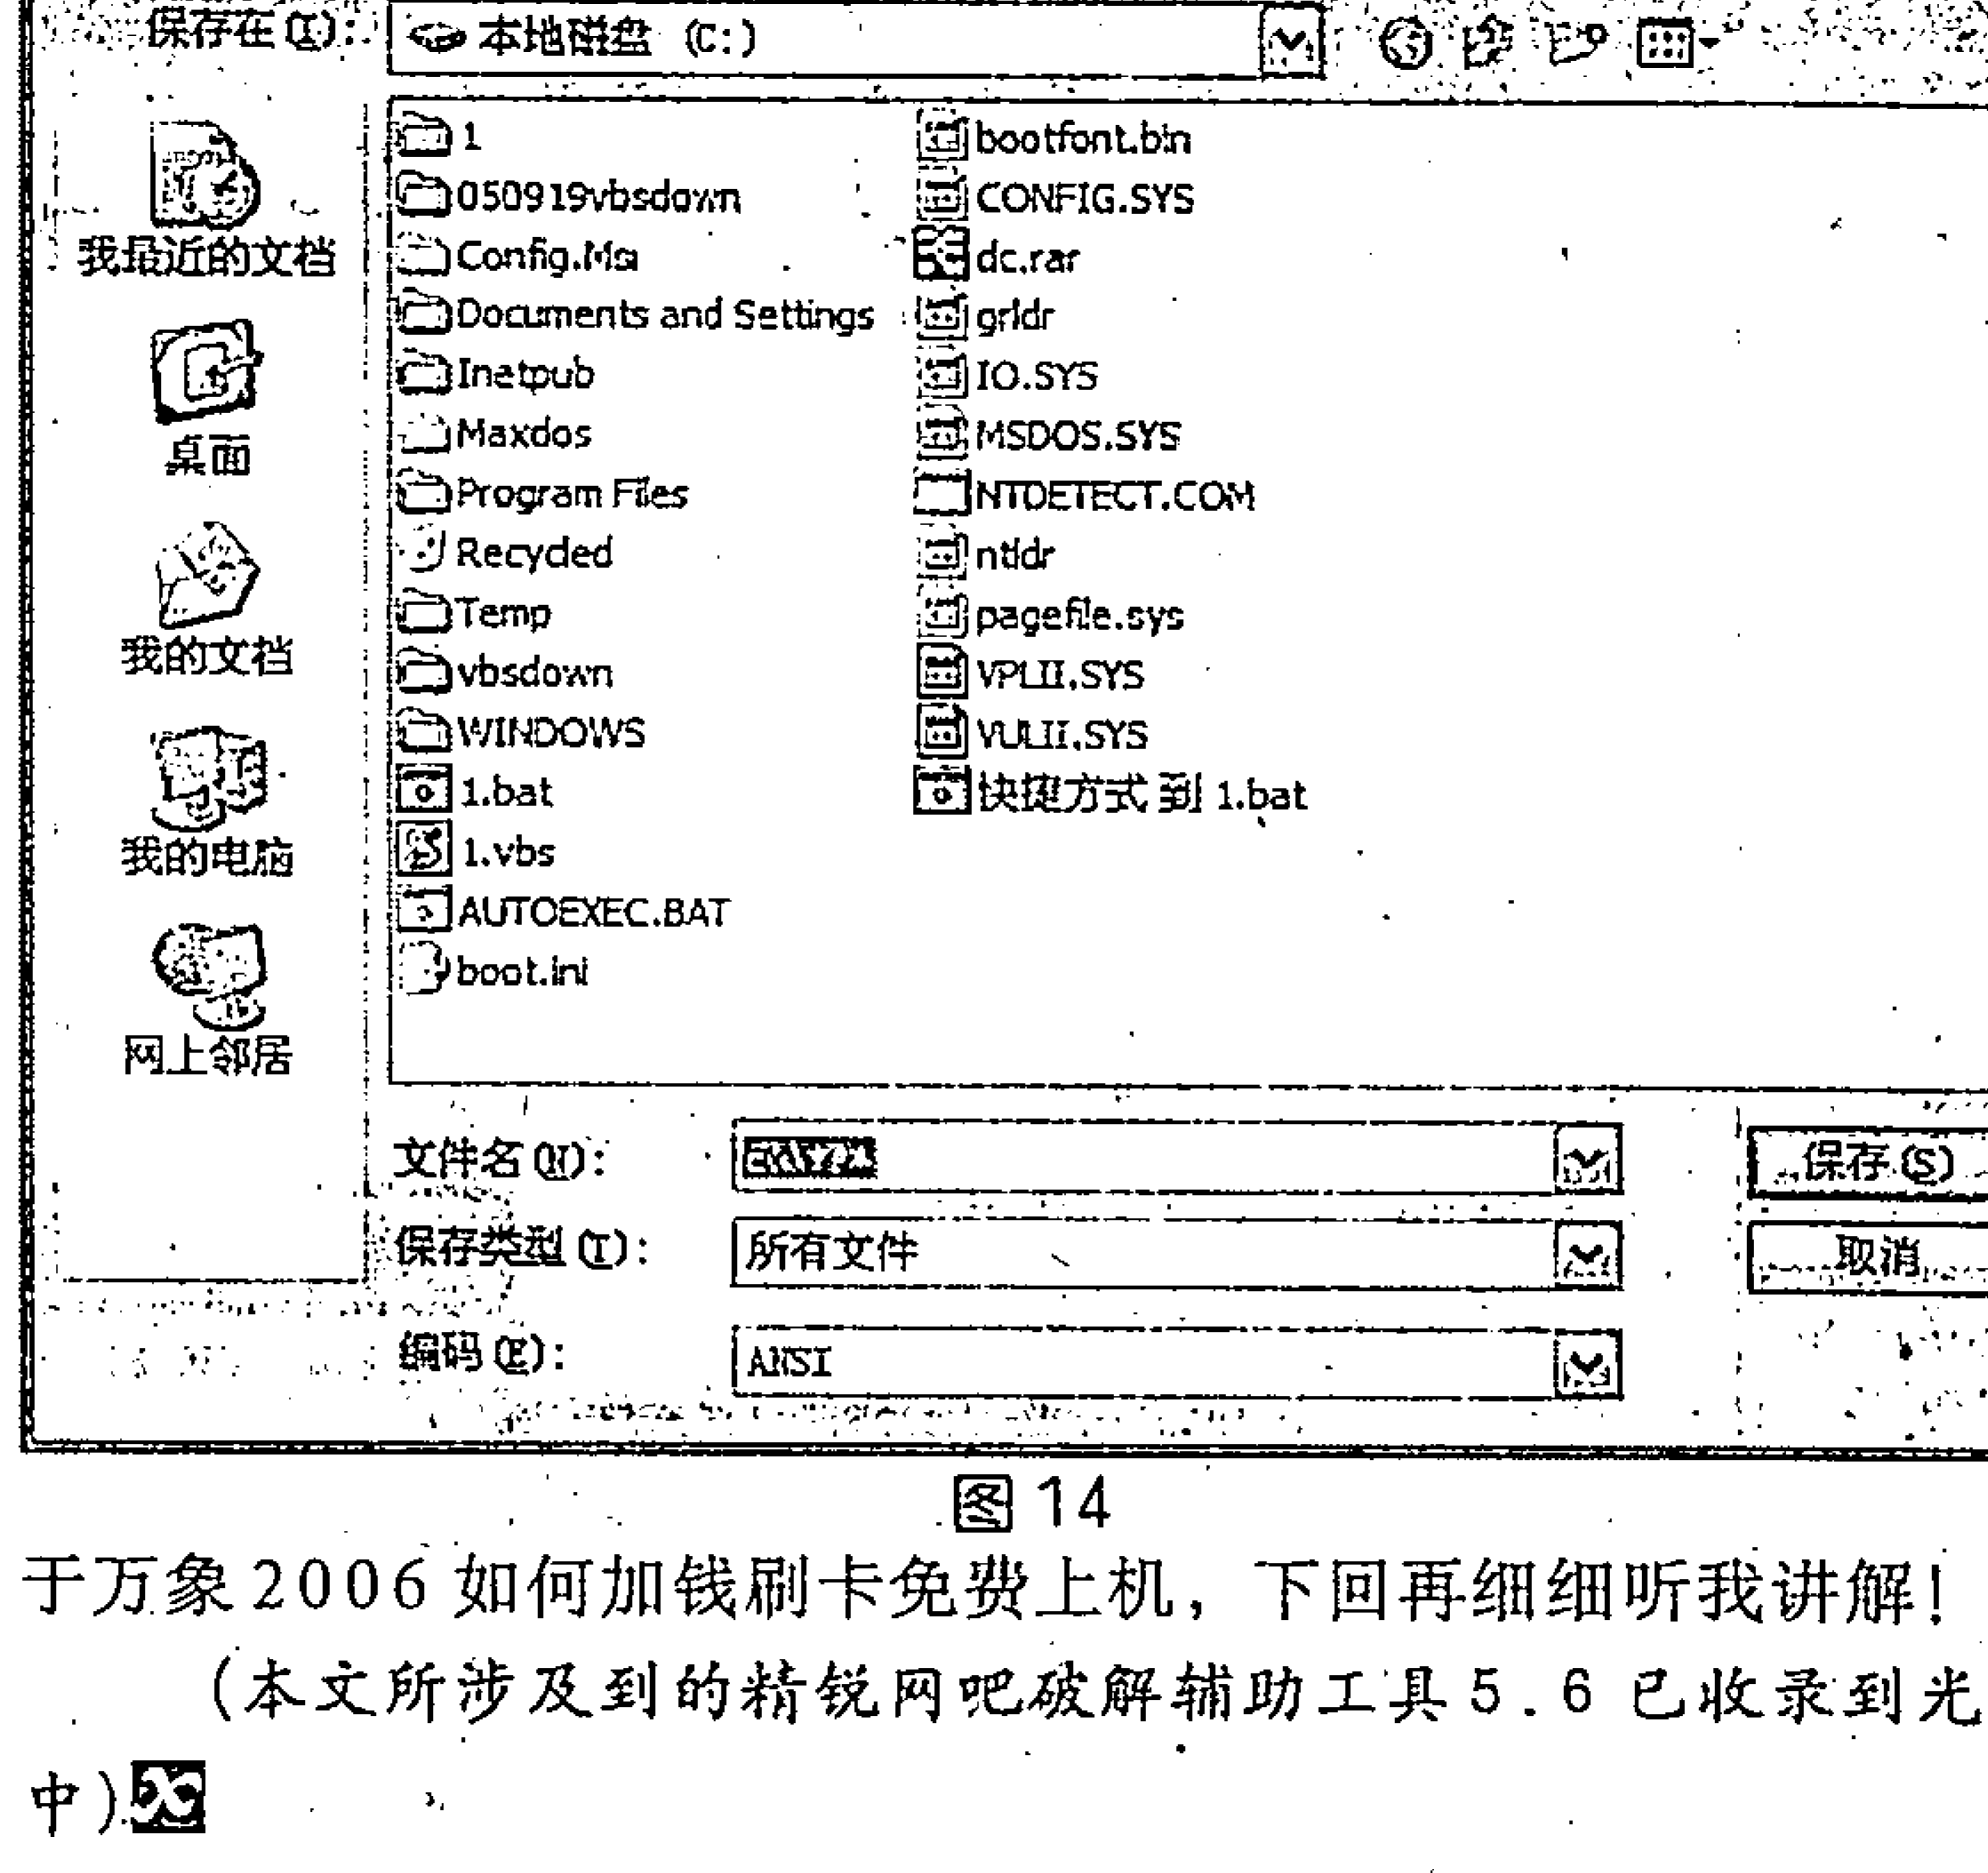 保存在(I):
本地磁盘 (C:)
我最近的文档
桌面
我的文档
我的电脑
网上邻居
1
050919vbsdown
Config.Msi
Documents and Settings
Inetpub
Maxdos
Program Files
Recycled
Temp
vbsdown
WINDOWS
1.bat
1.vbs
AUTOEXEC.BAT
boot.ini
bootfont.bin
CONFIG.SYS
dc.rar
grldr
IO.SYS
MSDOS.SYS
NTDETECT.COM
ntldr
pagefile.sys
VPLII.SYS
VULII.SYS
快捷方式 到 1.bat
文件名(N):
保存(S)
保存类型(T):
所有文件
取消
编码(E):
ANSI
图 14
于万象2006如何加钱刷卡免费上机，下回再细细听我讲解！
（本文所涉及到的精锐网吧破解辅助工具5.6已收录到光
中）